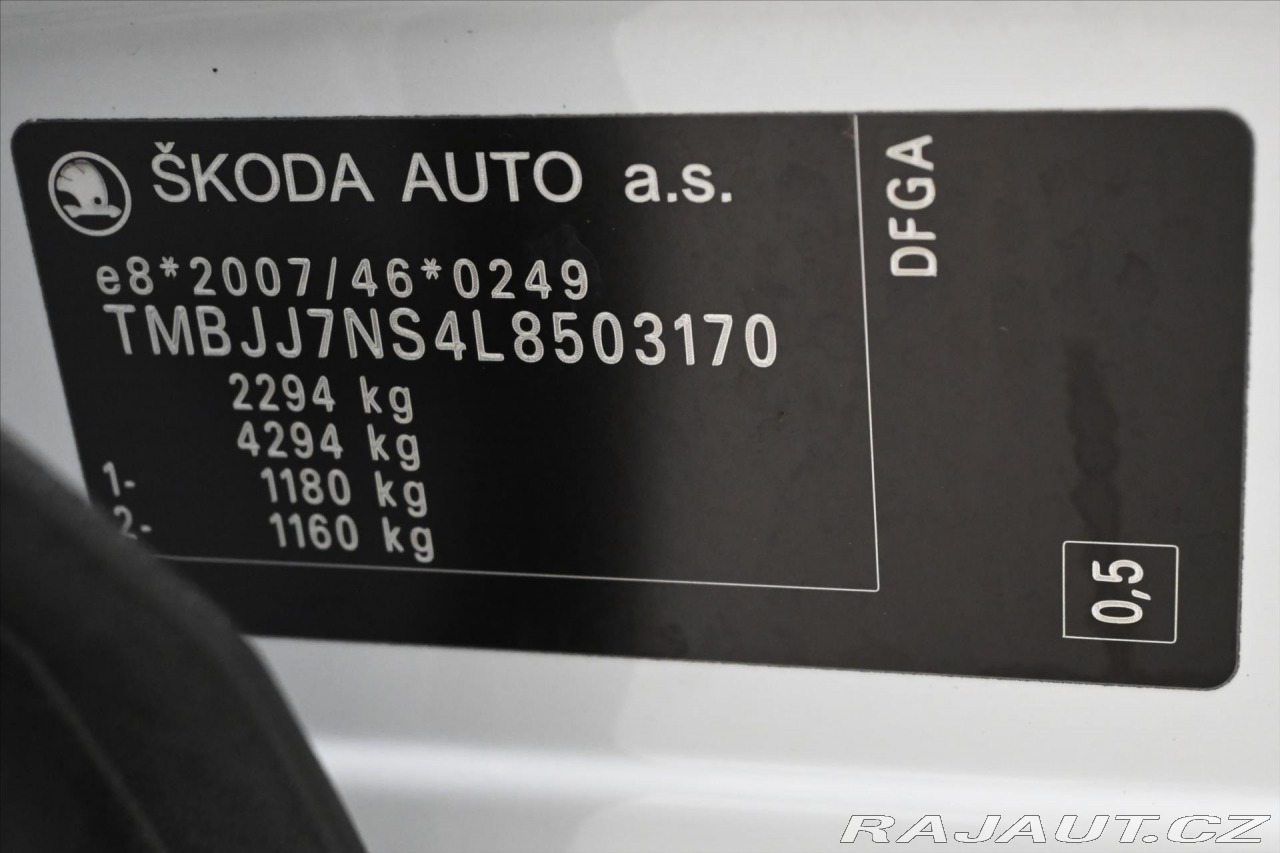 ŠKODA AUTO a.s.
e8*2007/46*0249
TMBJJ7NS4L8503170
2294 kg
4294 kg
1- 1180 kg
2- 1160 kg
DFGA
0,5
RAJAUT.CZ